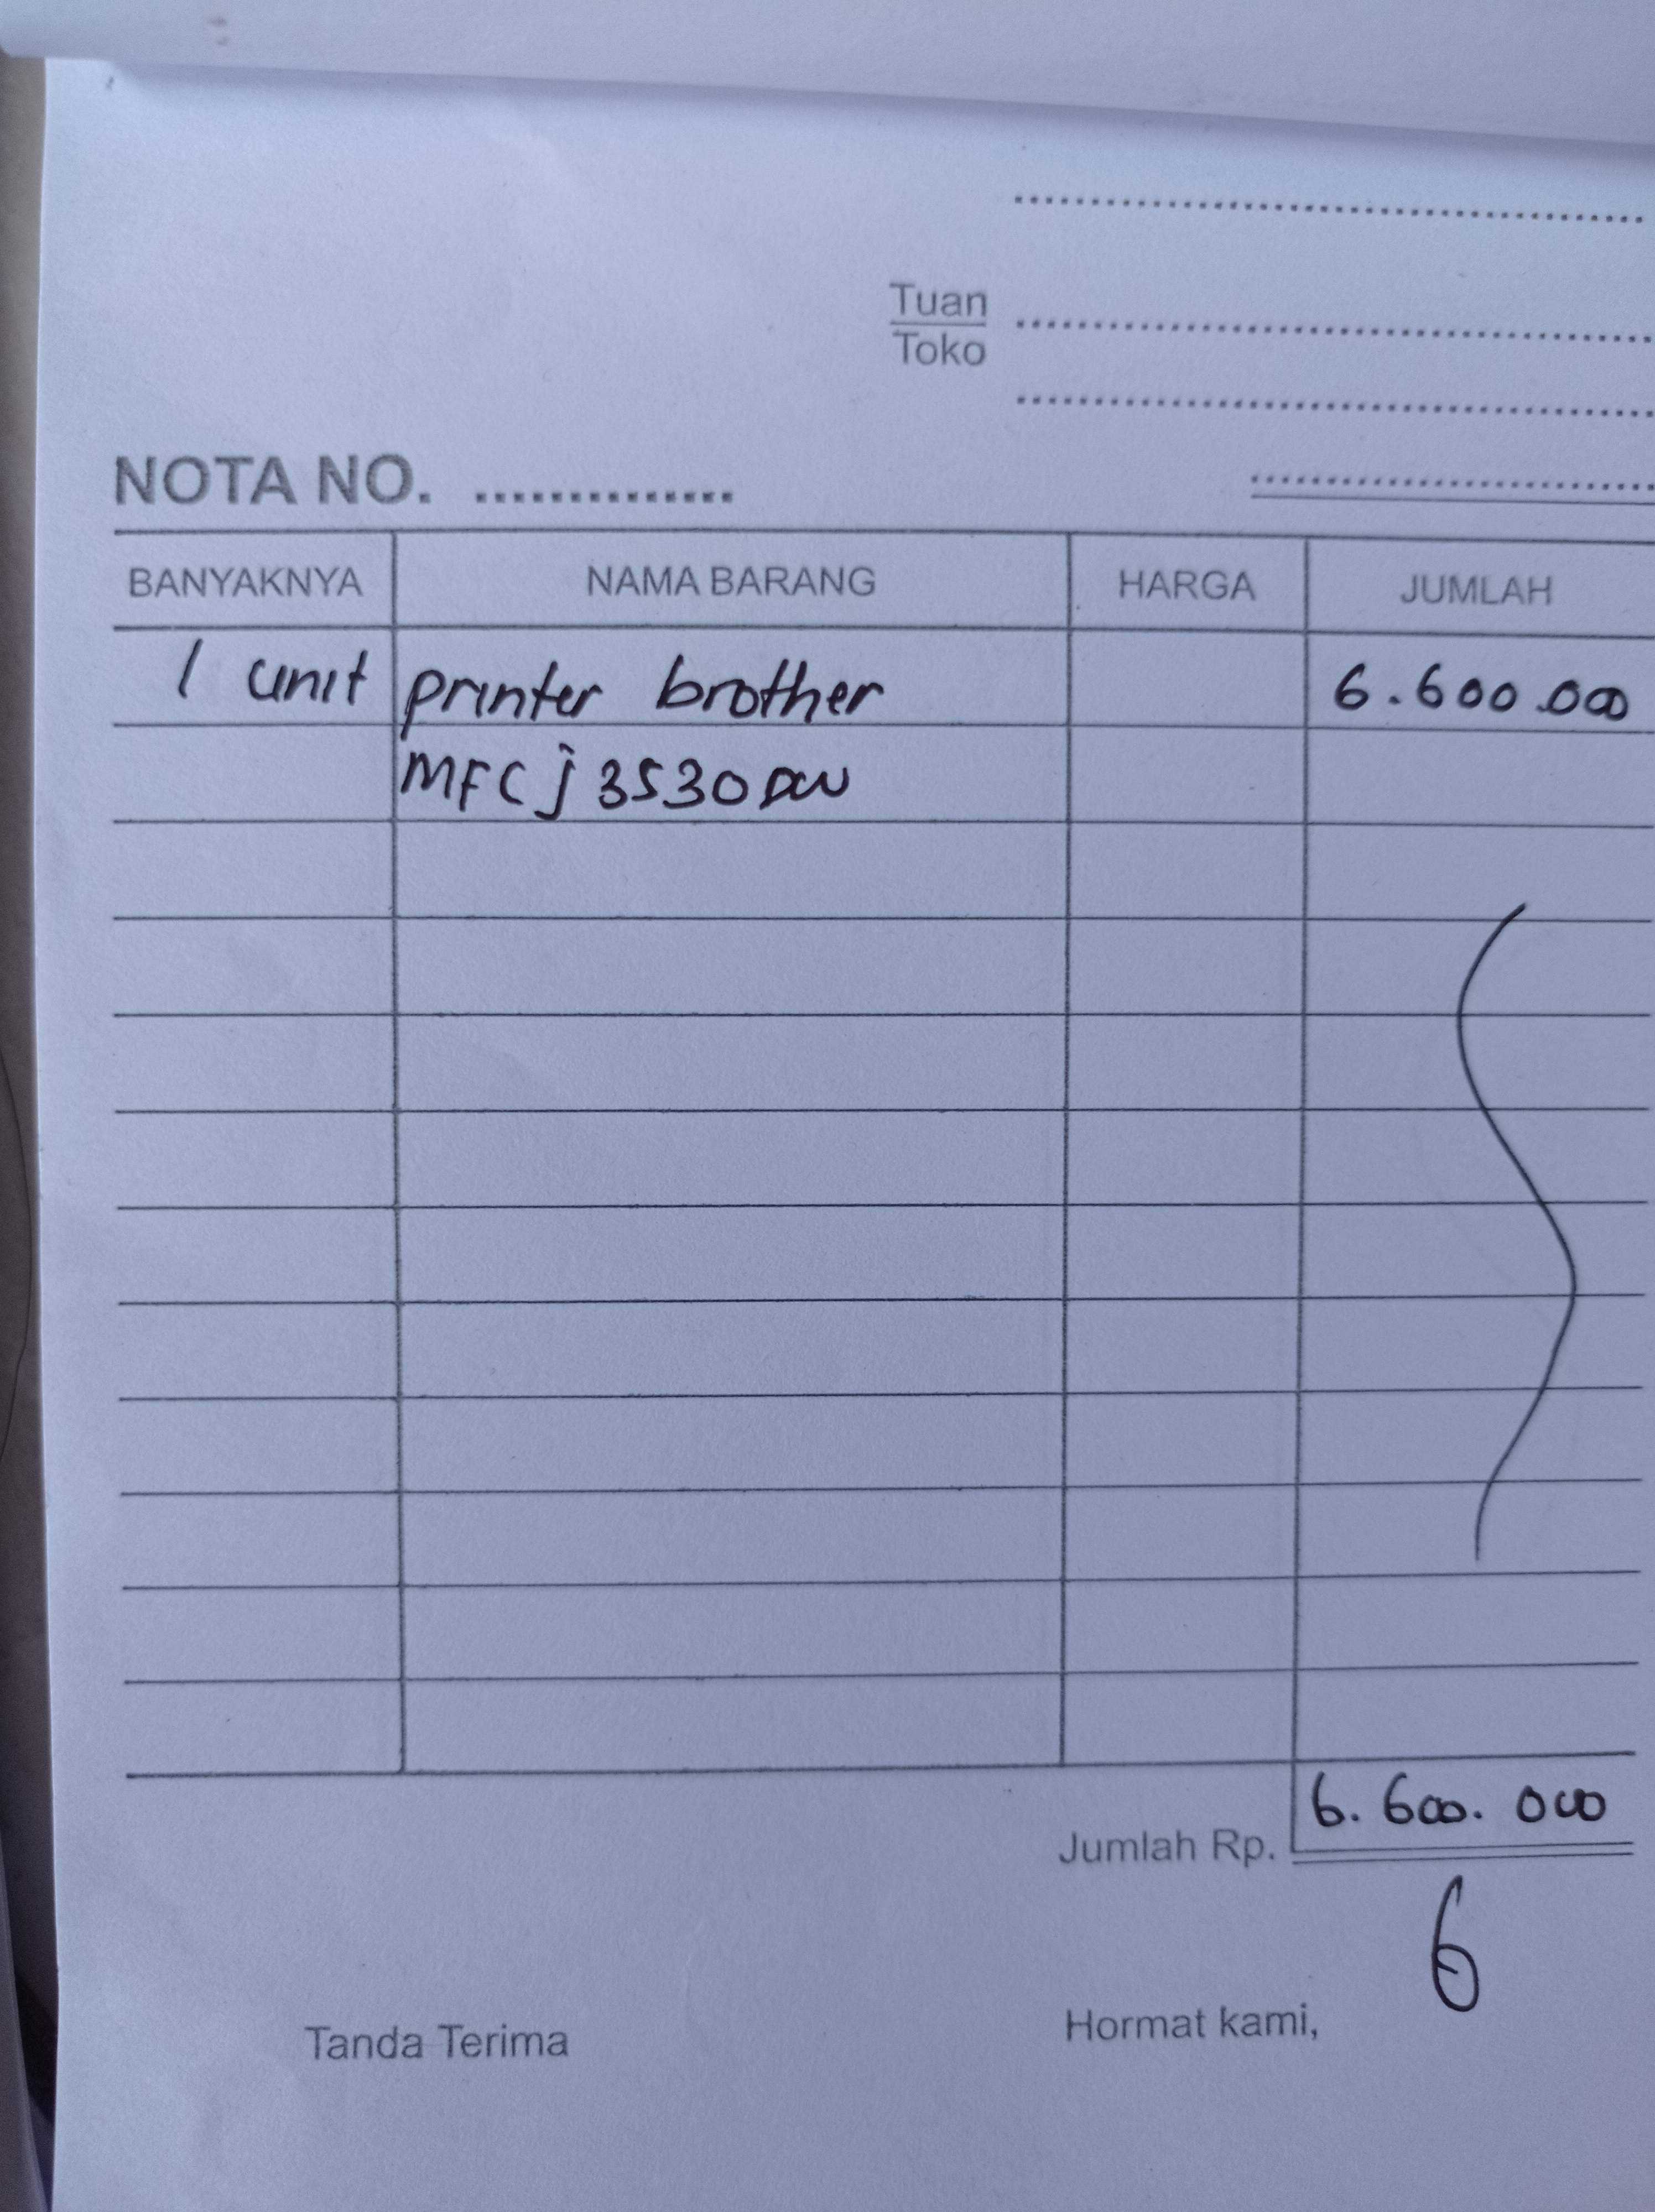 Tuan
Toko
NOTA NO. ..............
BANYAKNYA NAMA BARANG HARGA JUMLAH
1 unit printer brother 6.600.000
MFC j 3530 DW
6.600.000
Jumlah Rp.
6
Tanda Terima Hormat kami,